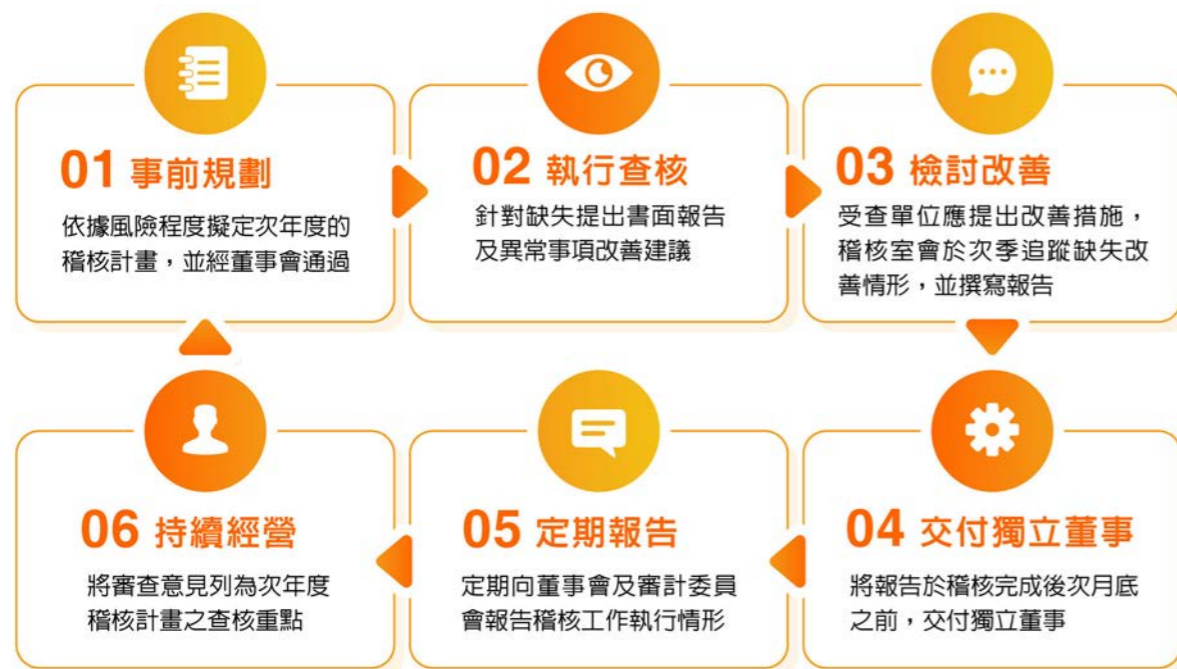 01 事前規劃
依據風險程度擬定次年度的
稽核計畫，並經董事會通過
02 執行查核
針對缺失提出書面報告
及異常事項改善建議
03 檢討改善
受查單位應提出改善措施，
稽核室會於次季追蹤缺失改
善情形，並撰寫報告
04 交付獨立董事
將報告於稽核完成後次月底
之前，交付獨立董事
05 定期報告
定期向董事會及審計委員
會報告稽核工作執行情形
06 持續經營
將審查意見列為次年度
稽核計畫之查核重點